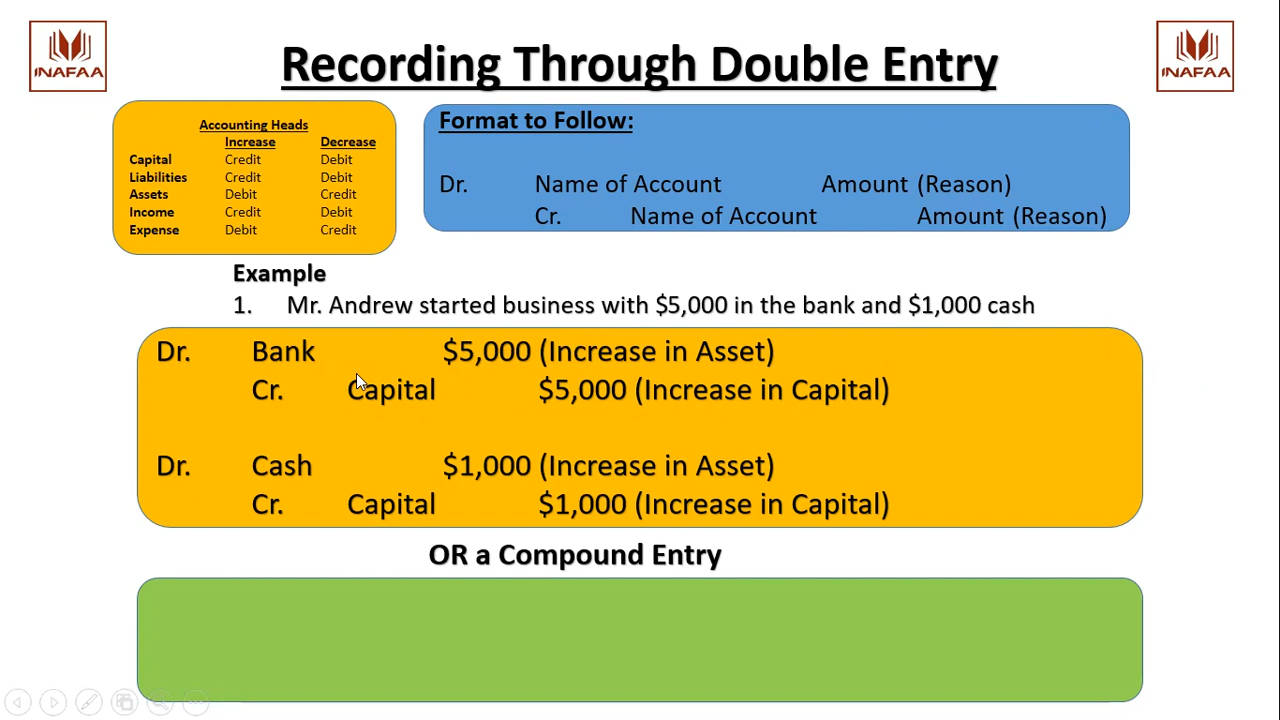 INAFAA
Recording Through Double Entry
INAFAA
Accounting Heads
Increase Decrease
Capital Credit Debit
Liabilities Credit Debit
Assets Debit Credit
Income Credit Debit
Expense Debit Credit
Format to Follow:
Dr. Name of Account Amount (Reason)
Cr. Name of Account Amount (Reason)
Example
1. Mr. Andrew started business with $5,000 in the bank and $1,000 cash
Dr. Bank $5,000 (Increase in Asset)
Cr. Capital $5,000 (Increase in Capital)
Dr. Cash $1,000 (Increase in Asset)
Cr. Capital $1,000 (Increase in Capital)
OR a Compound Entry